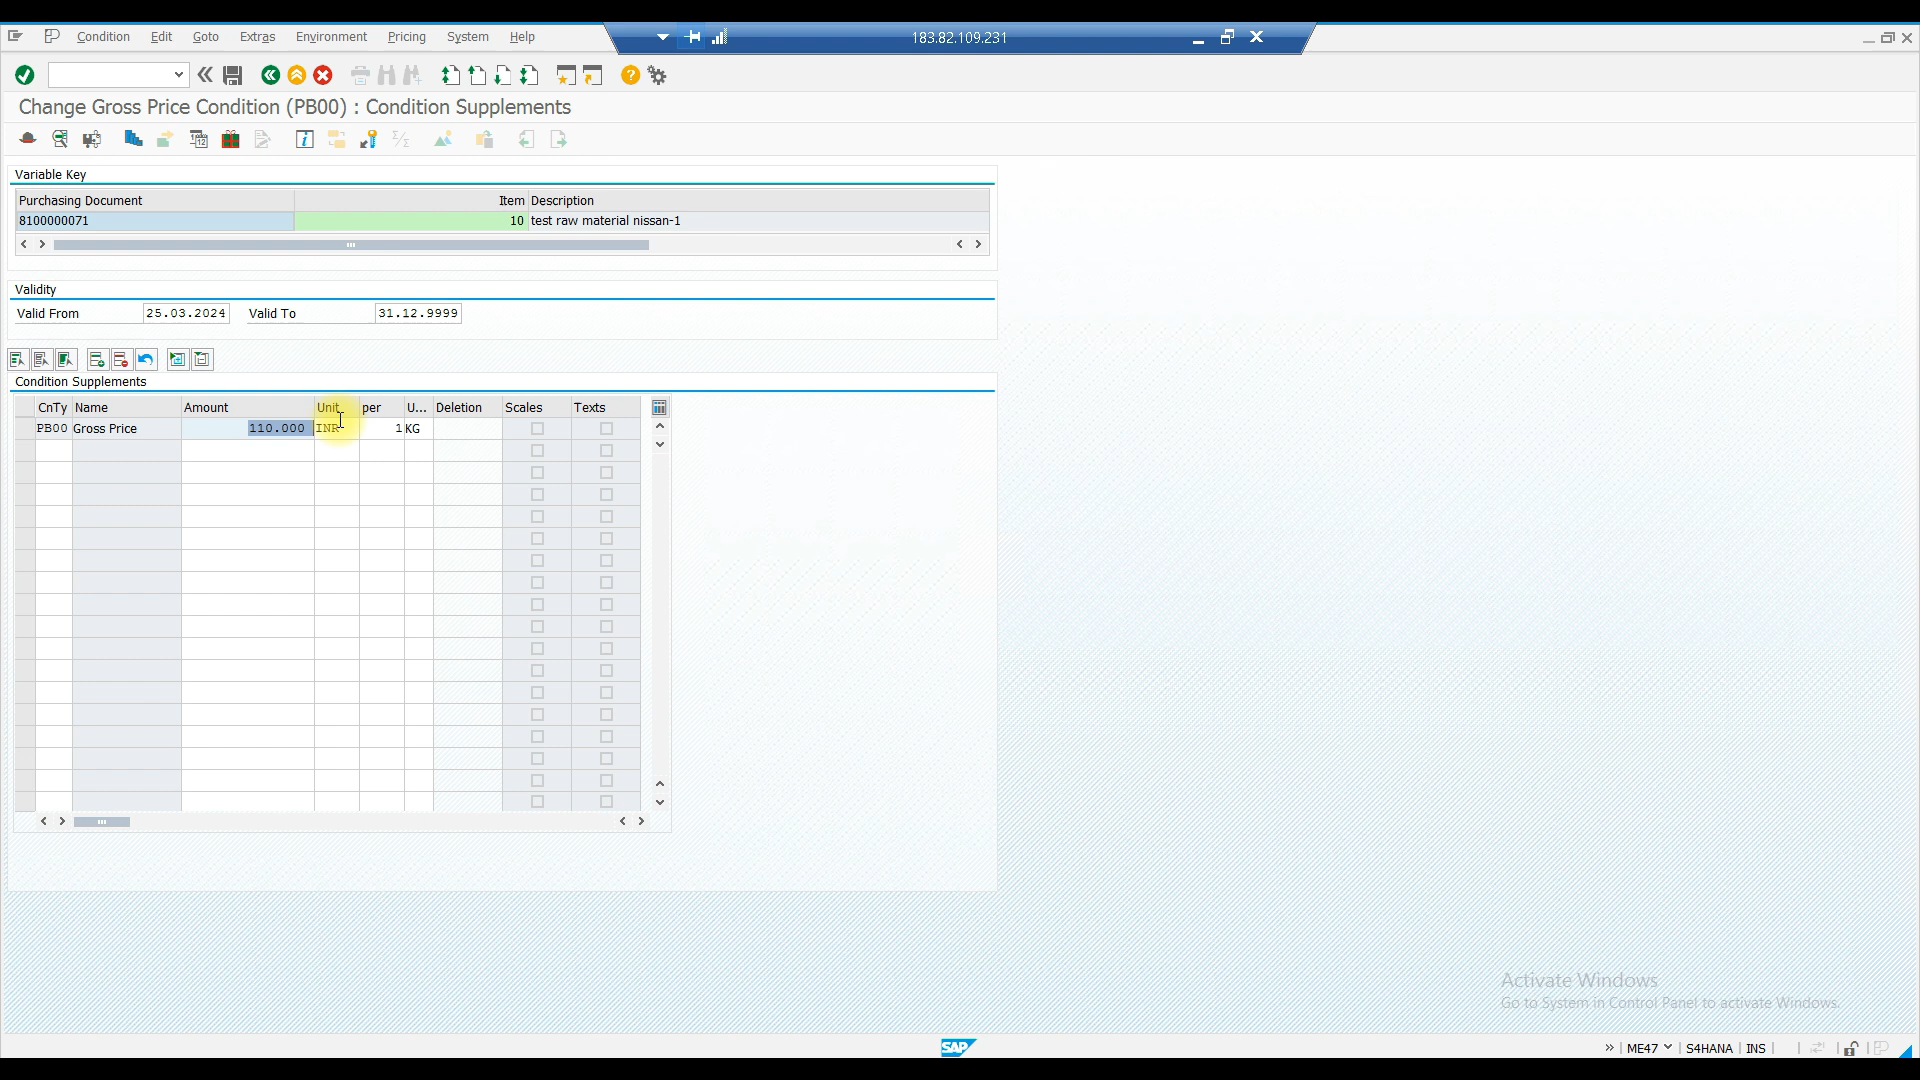 Condition Edit Goto Extras Environment Pricing System Help
183.82.109.231
Change Gross Price Condition (PB00) : Condition Supplements
Variable Key
Purchasing Document Item Description
8100000071 10 test raw material nissan-1
Validity
Valid From 25.03.2024 Valid To 31.12.9999
Condition Supplements
CnTy Name Amount Unit per U... Deletion Scales Texts
PB00 Gross Price 110.000 INR 1 KG
Activate Windows
Go to System in Control Panel to activate Windows.
SAP
ME47 S4HANA INS